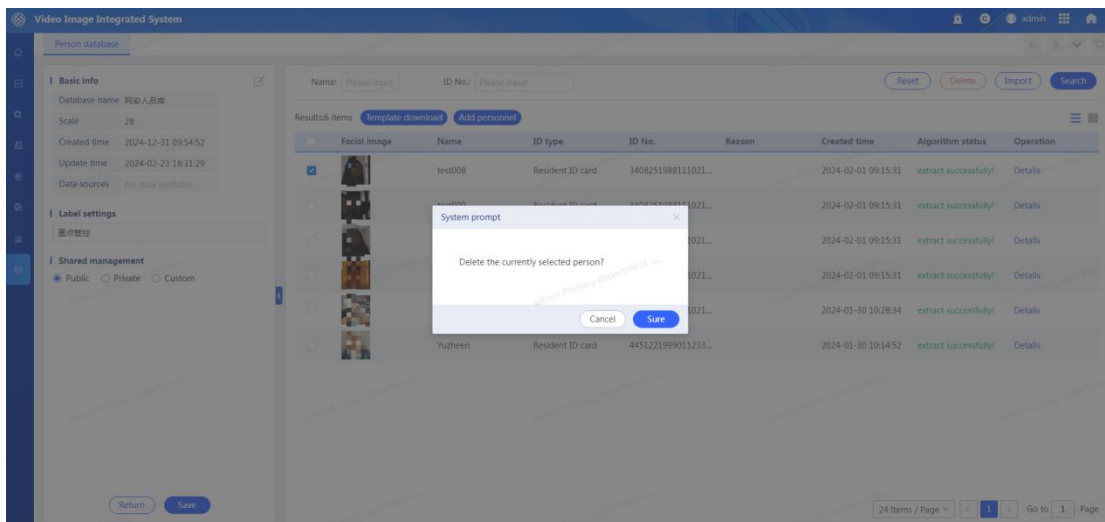 Video Image Integrated System
admin
Person database
Basic info
Database name 网安人员库
Scale 28
Created time 2024-12-31 09:54:52
Update time 2024-02-23 18:31:29
Data sources No data available
Label settings
重点管控
Shared management
Public Private Custom
Return Save
Name: Please input ID No.: Please input Reset Delete Import Search
Results:6 items Template download Add personnel
Facial image Name ID type ID No. Reason Created time Algorithm status Operation
test008 Resident ID card 3408251988111021... 2024-02-01 09:15:31 extract successfully! Details
2024-02-01 09:15:31 extract successfully! Details
1021... 2024-02-01 09:15:31 extract successfully! Details
1021... 2024-02-01 09:15:31 extract successfully! Details
1021... 2024-01-30 10:28:34 extract successfully! Details
Yuzheen Resident ID card 4451221999011233... 2024-01-30 10:14:52 extract successfully! Details
System prompt
Delete the currently selected person?
admin Primary department ...
Cancel Sure
24 Items / Page 1 Go to 1 Page